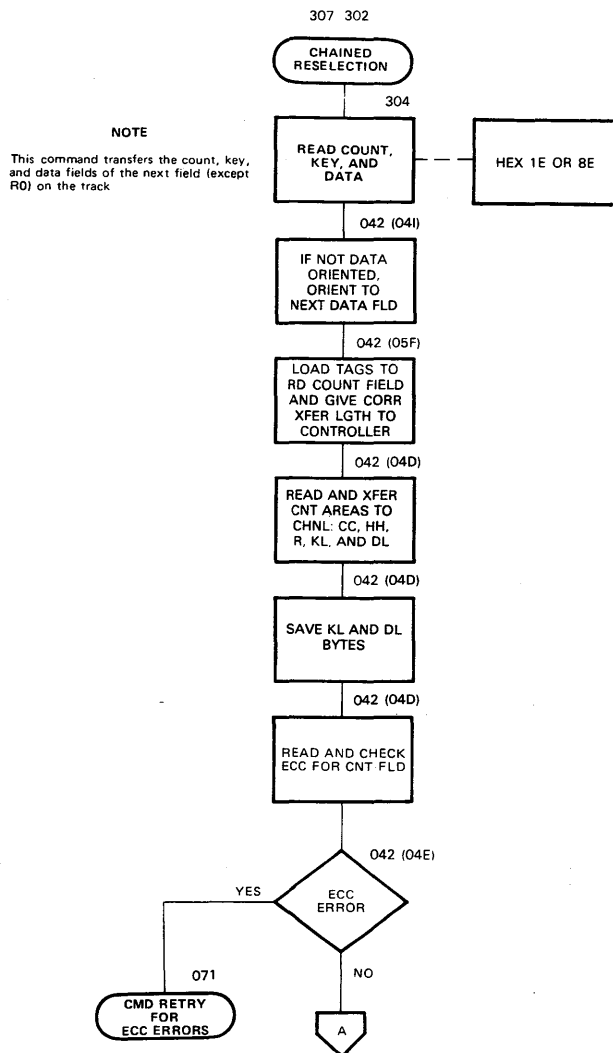 307 302
CHAINED
RESELECTION
304
NOTE
This command transfers the count, key,
and data fields of the next field (except
R0) on the track
READ COUNT,
KEY, AND
DATA
HEX 1E OR 8E
042 (04I)
IF NOT DATA
ORIENTED,
ORIENT TO
NEXT DATA FLD
042 (05F)
LOAD TAGS TO
RD COUNT FIELD
AND GIVE CORR
XFER LGTH TO
CONTROLLER
042 (04D)
READ AND XFER
CNT AREAS TO
CHNL: CC, HH,
R, KL, AND DL
042 (04D)
SAVE KL AND DL
BYTES
042 (04D)
READ AND CHECK
ECC FOR CNT FLD
042 (04E)
YES
ECC
ERROR
071
NO
CMD RETRY
FOR
ECC ERRORS
A